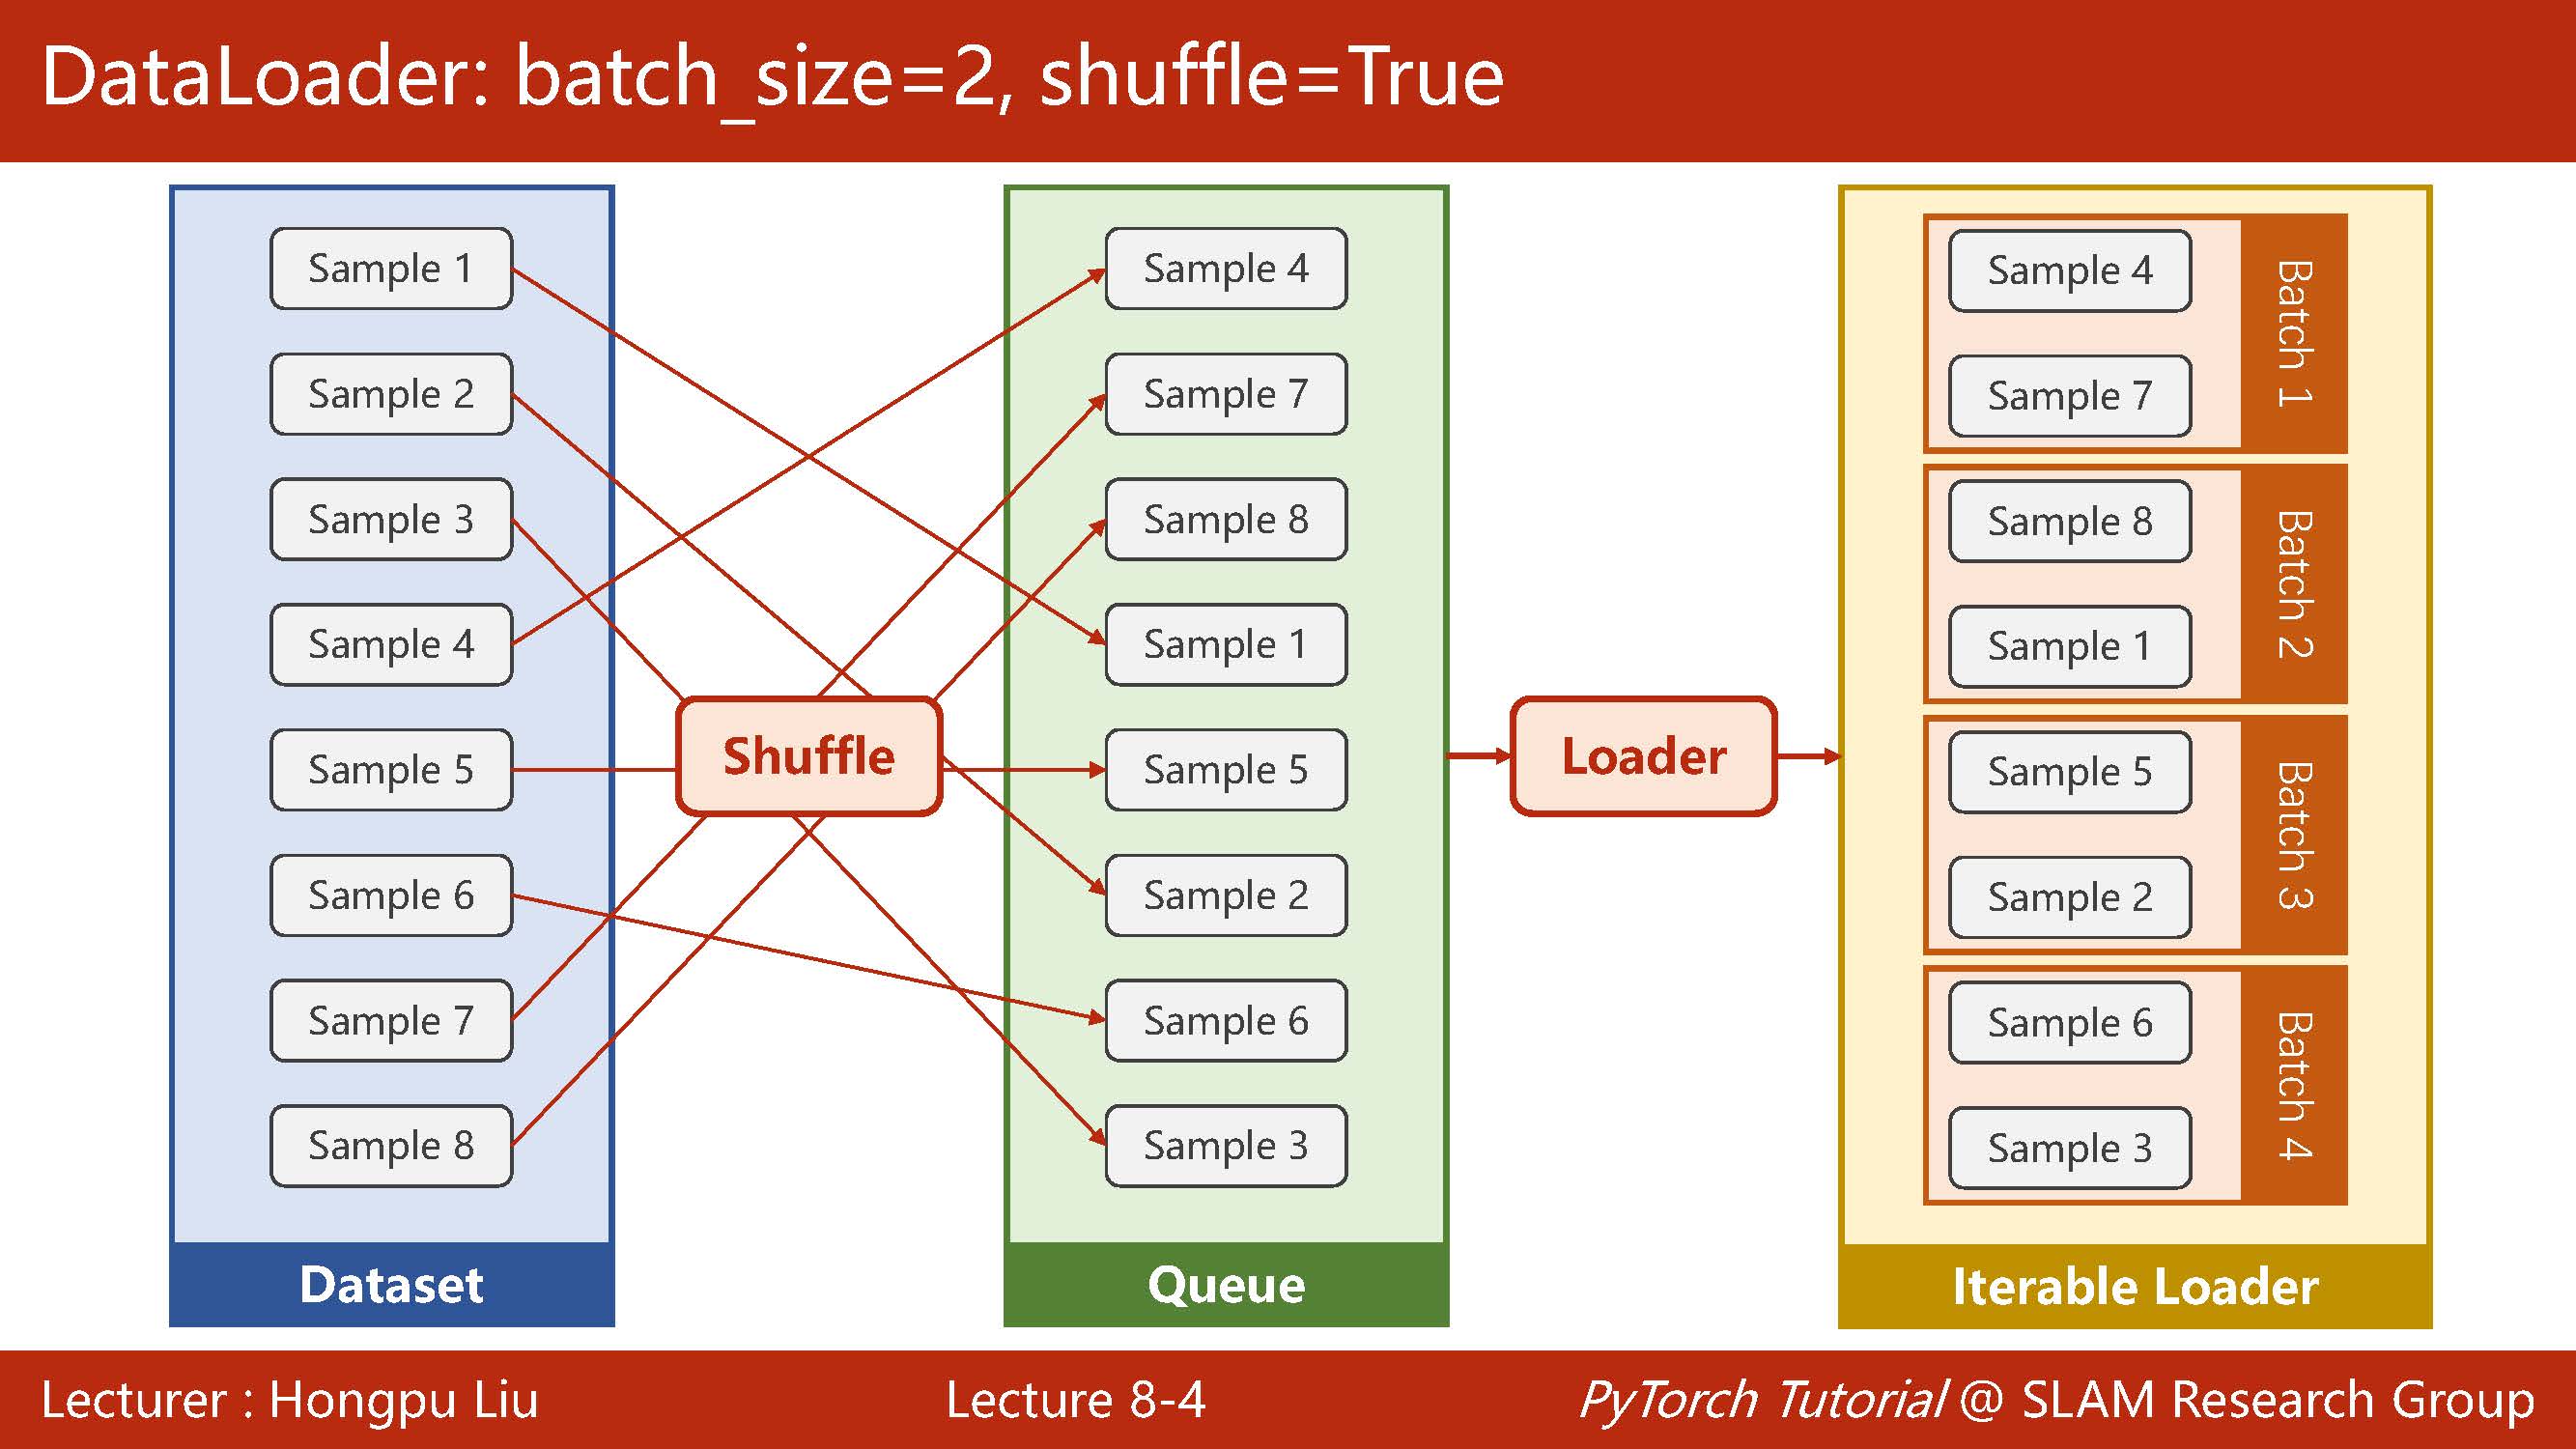 DataLoader: batch_size=2, shuffle=True
Sample 1
Sample 2
Sample 3
Sample 4
Sample 5
Sample 6
Sample 7
Sample 8
Dataset
Shuffle
Sample 4
Sample 7
Sample 8
Sample 1
Sample 5
Sample 2
Sample 6
Sample 3
Queue
Loader
Sample 4
Sample 7
Batch 1
Sample 8
Sample 1
Batch 2
Sample 5
Sample 2
Batch 3
Sample 6
Sample 3
Batch 4
Iterable Loader
Lecturer : Hongpu Liu
Lecture 8-4
PyTorch Tutorial @ SLAM Research Group